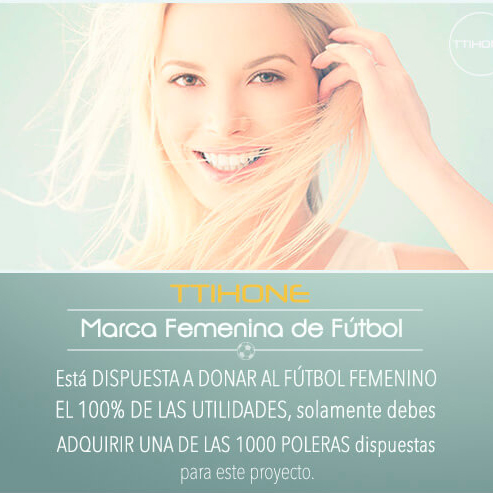 TTIHON
TTIHONE
Marca Femenina de Fútbol
Está DISPUESTA A DONAR AL FÚTBOL FEMENINO
EL 100% DE LAS UTILIDADES, solamente debes
ADQUIRIR UNA DE LAS 1000 POLERAS dispuestas
para este proyecto.